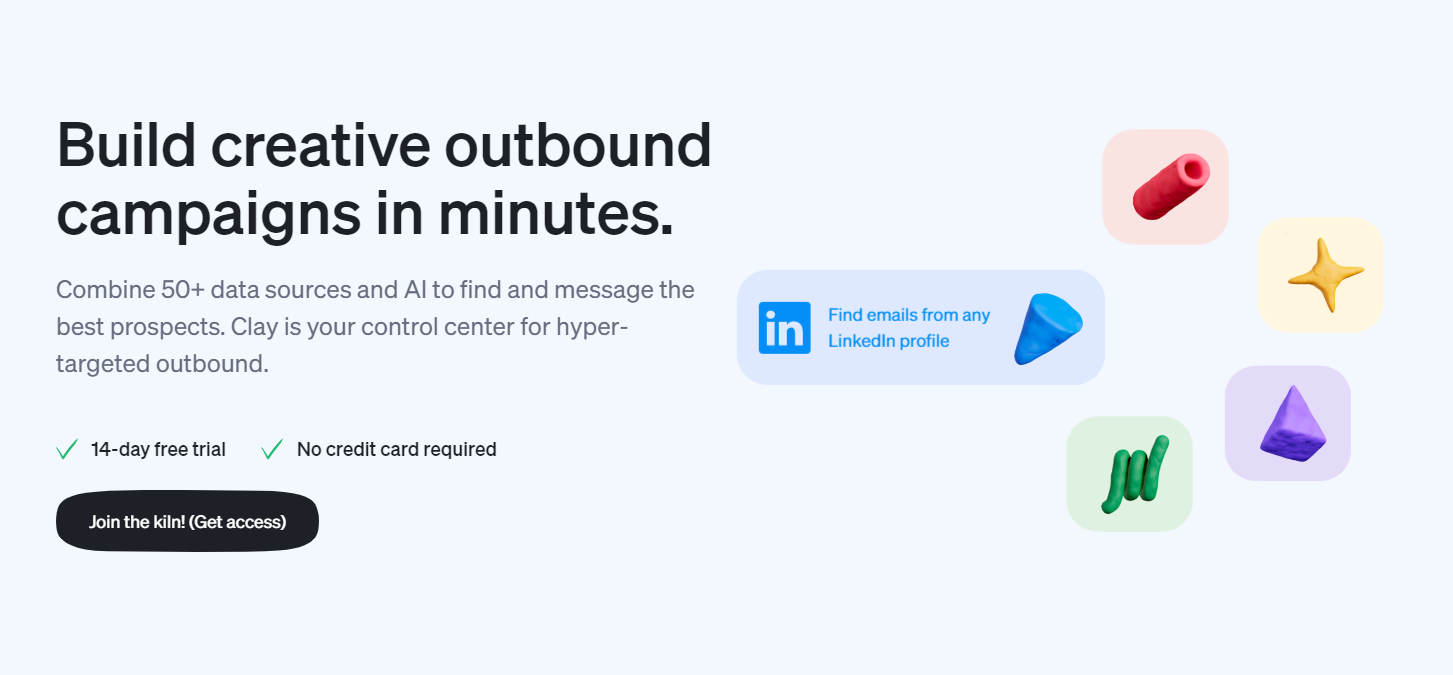 Build creative outbound
campaigns in minutes.
Combine 50+ data sources and AI to find and message the
best prospects. Clay is your control center for hyper-
targeted outbound.
14-day free trial
No credit card required
Join the kiln! (Get access)
in
Find emails from any
LinkedIn profile